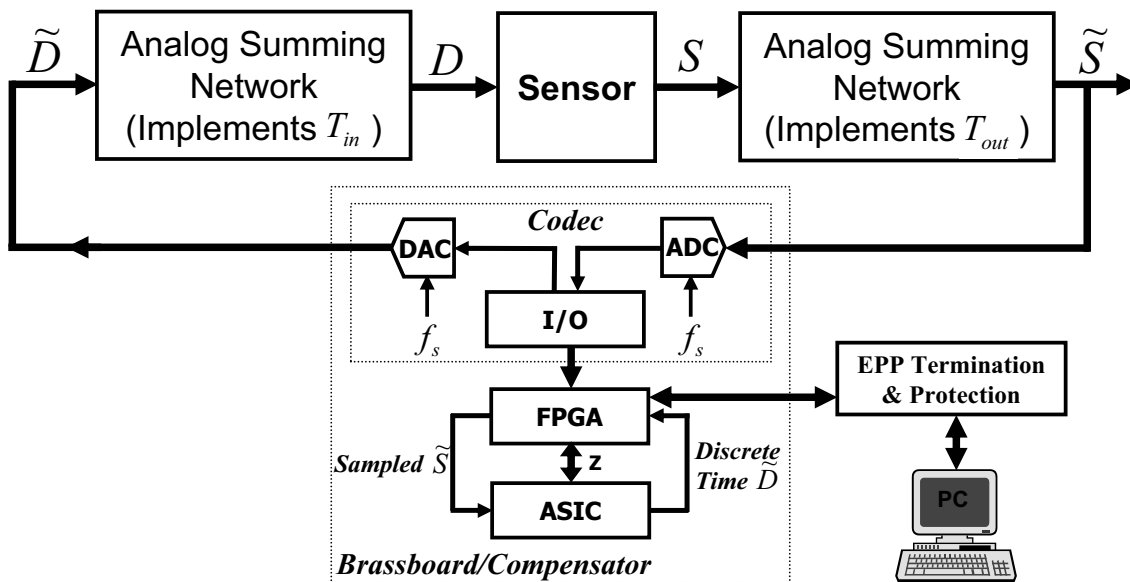 D̃
Analog Summing
Network
(Implements T_in )
D
Sensor
S
Analog Summing
Network
(Implements T_out )
S̃
Codec
DAC
ADC
I/O
f_s
f_s
EPP Termination
& Protection
FPGA
Sampled S̃
Z
Discrete
Time D̃
ASIC
PC
Brassboard/Compensator